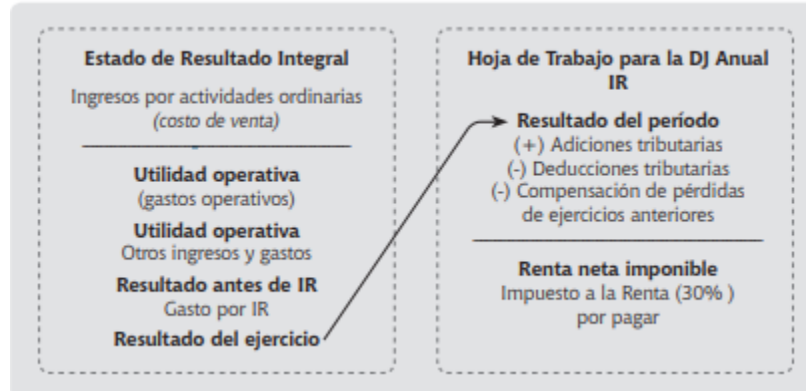 Estado de Resultado Integral
Ingresos por actividades ordinarias
(costo de venta)
Utilidad operativa
(gastos operativos)
Utilidad operativa
Otros ingresos y gastos
Resultado antes de IR
Gasto por IR
Resultado del ejercicio
Hoja de Trabajo para la DJ Anual
IR
Resultado del período
(+) Adiciones tributarias
(-) Deducciones tributarias
(-) Compensación de pérdidas
de ejercicios anteriores
Renta neta imponible
Impuesto a la Renta (30% )
por pagar